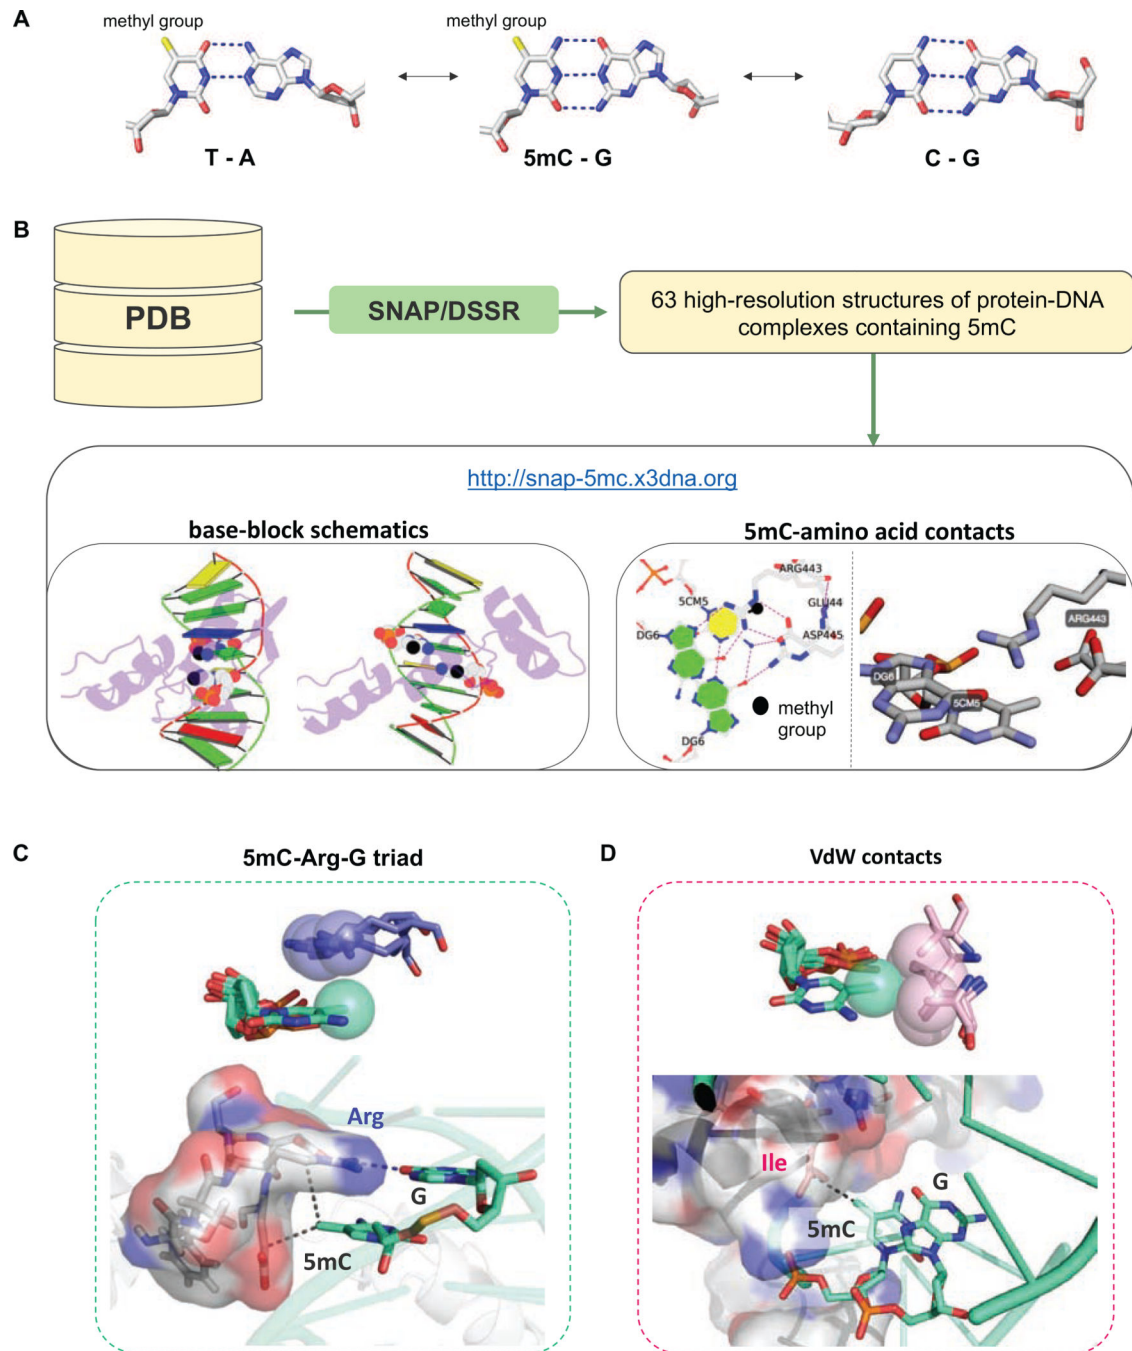 A
methyl group
methyl group
T - A
5mC - G
C - G
B
PDB
SNAP/DSSR
63 high-resolution structures of protein-DNA
complexes containing 5mC
http://snap-5mc.x3dna.org
base-block schematics
5mC-amino acid contacts
ARG443
5CM5
GLU44
DG6
ASP445
methyl
group
DG6
ARG443
DG6
5CM5
C
5mC-Arg-G triad
Arg
G
5mC
D
VdW contacts
Ile
G
5mC